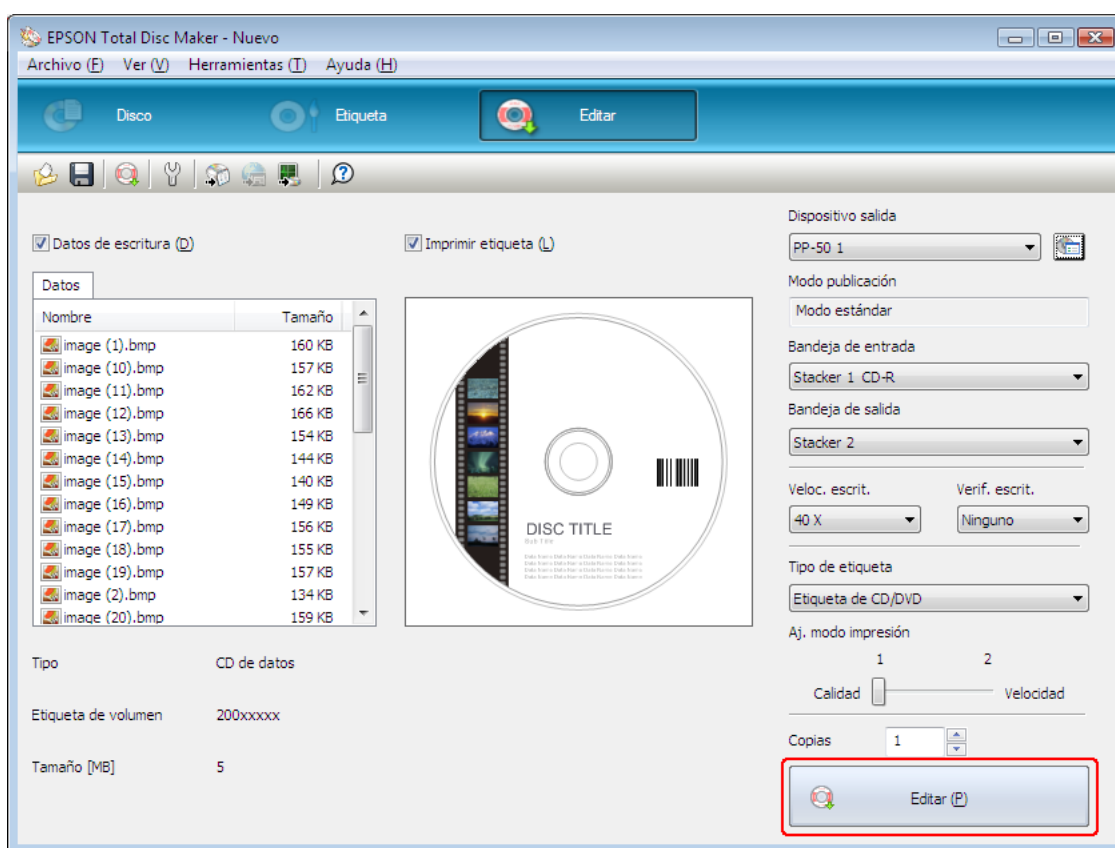 EPSON Total Disc Maker - Nuevo
Archivo (F) Ver (V) Herramientas (T) Ayuda (H)
Disco Etiqueta Editar
Datos de escritura (D)
Datos
Nombre Tamaño
image (1).bmp 160 KB
image (10).bmp 157 KB
image (11).bmp 162 KB
image (12).bmp 166 KB
image (13).bmp 154 KB
image (14).bmp 144 KB
image (15).bmp 140 KB
image (16).bmp 149 KB
image (17).bmp 156 KB
image (18).bmp 155 KB
image (19).bmp 157 KB
image (2).bmp 134 KB
image (20).bmp 159 KB
Tipo CD de datos
Etiqueta de volumen 200xxxxx
Tamaño [MB] 5
Imprimir etiqueta (L)
DISC TITLE
Sub Title
Dispositivo salida
PP-50 1
Modo publicación
Modo estándar
Bandeja de entrada
Stacker 1 CD-R
Bandeja de salida
Stacker 2
Veloc. escrit. Verif. escrit.
40 X Ninguno
Tipo de etiqueta
Etiqueta de CD/DVD
Aj. modo impresión
1 2
Calidad Velocidad
Copias 1
Editar (P)